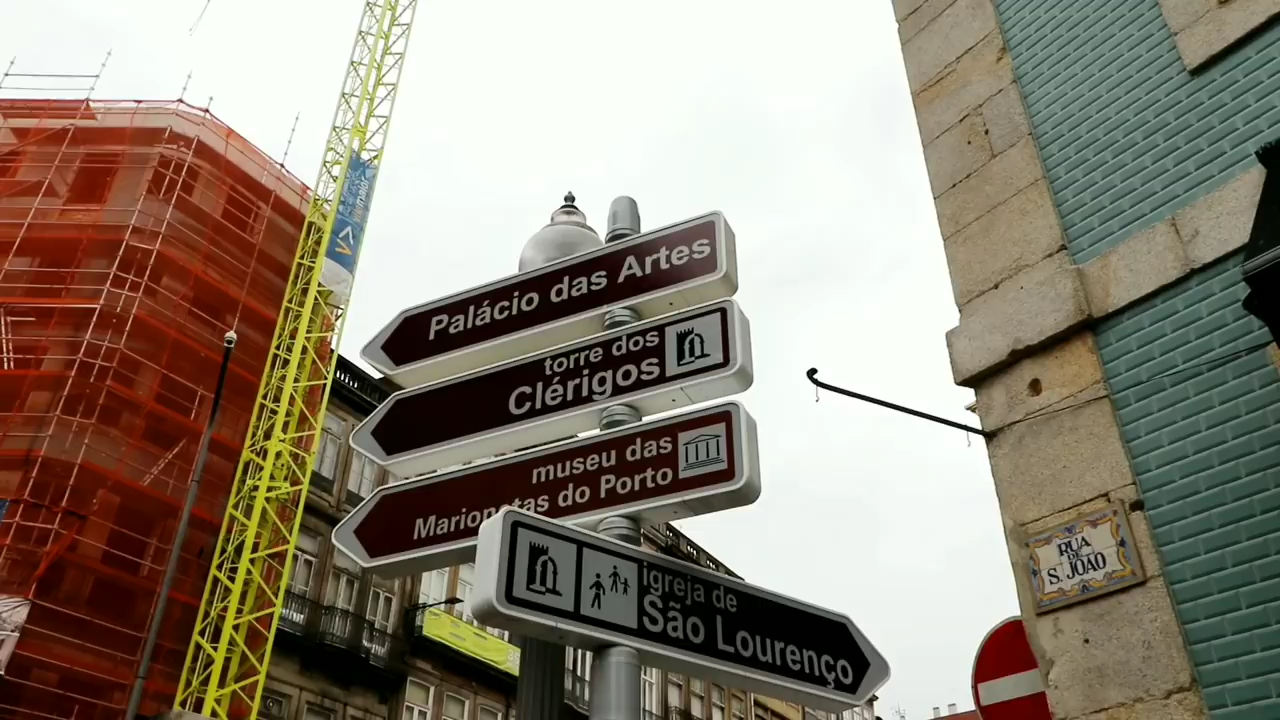 Palácio das Artes
torre dos
Clérigos
museu das
Marionetas do Porto
igreja de
São Lourenço
RUA
DE
S. JOÃO